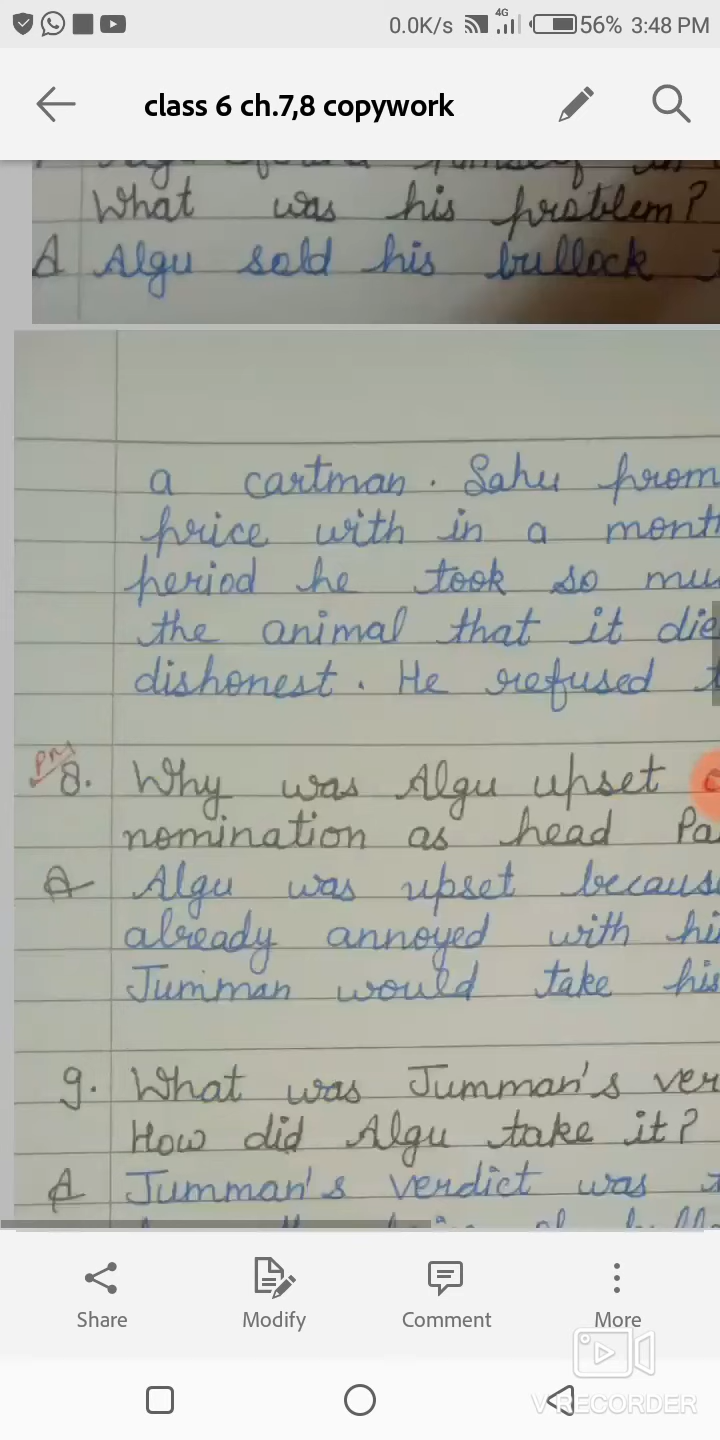 0.0K/s 4G 56% 3:48 PM
class 6 ch.7,8 copywork
What was his problem?
A Algu sold his bullock
a cartman. Sahu prom
price with in a mont
period he took so mu
the animal that it die
dishonest. He refused t
8. Why was Algu upset
nomination as head Pa
A Algu was upset becaus
already annoyed with hi
Jumman would take his
9. What was Jumman's ver
How did Algu take it?
A Jumman's verdict was
Share Modify Comment More
V RECORDER